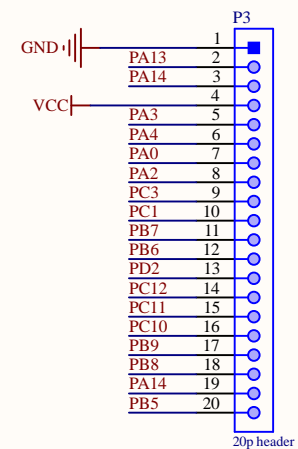 P3
GND 1
PA13 2
PA14 3
VCC 4
PA3 5
PA4 6
PA0 7
PA2 8
PC3 9
PC1 10
PB7 11
PB6 12
PD2 13
PC12 14
PC11 15
PC10 16
PB9 17
PB8 18
PA14 19
PB5 20
20p header